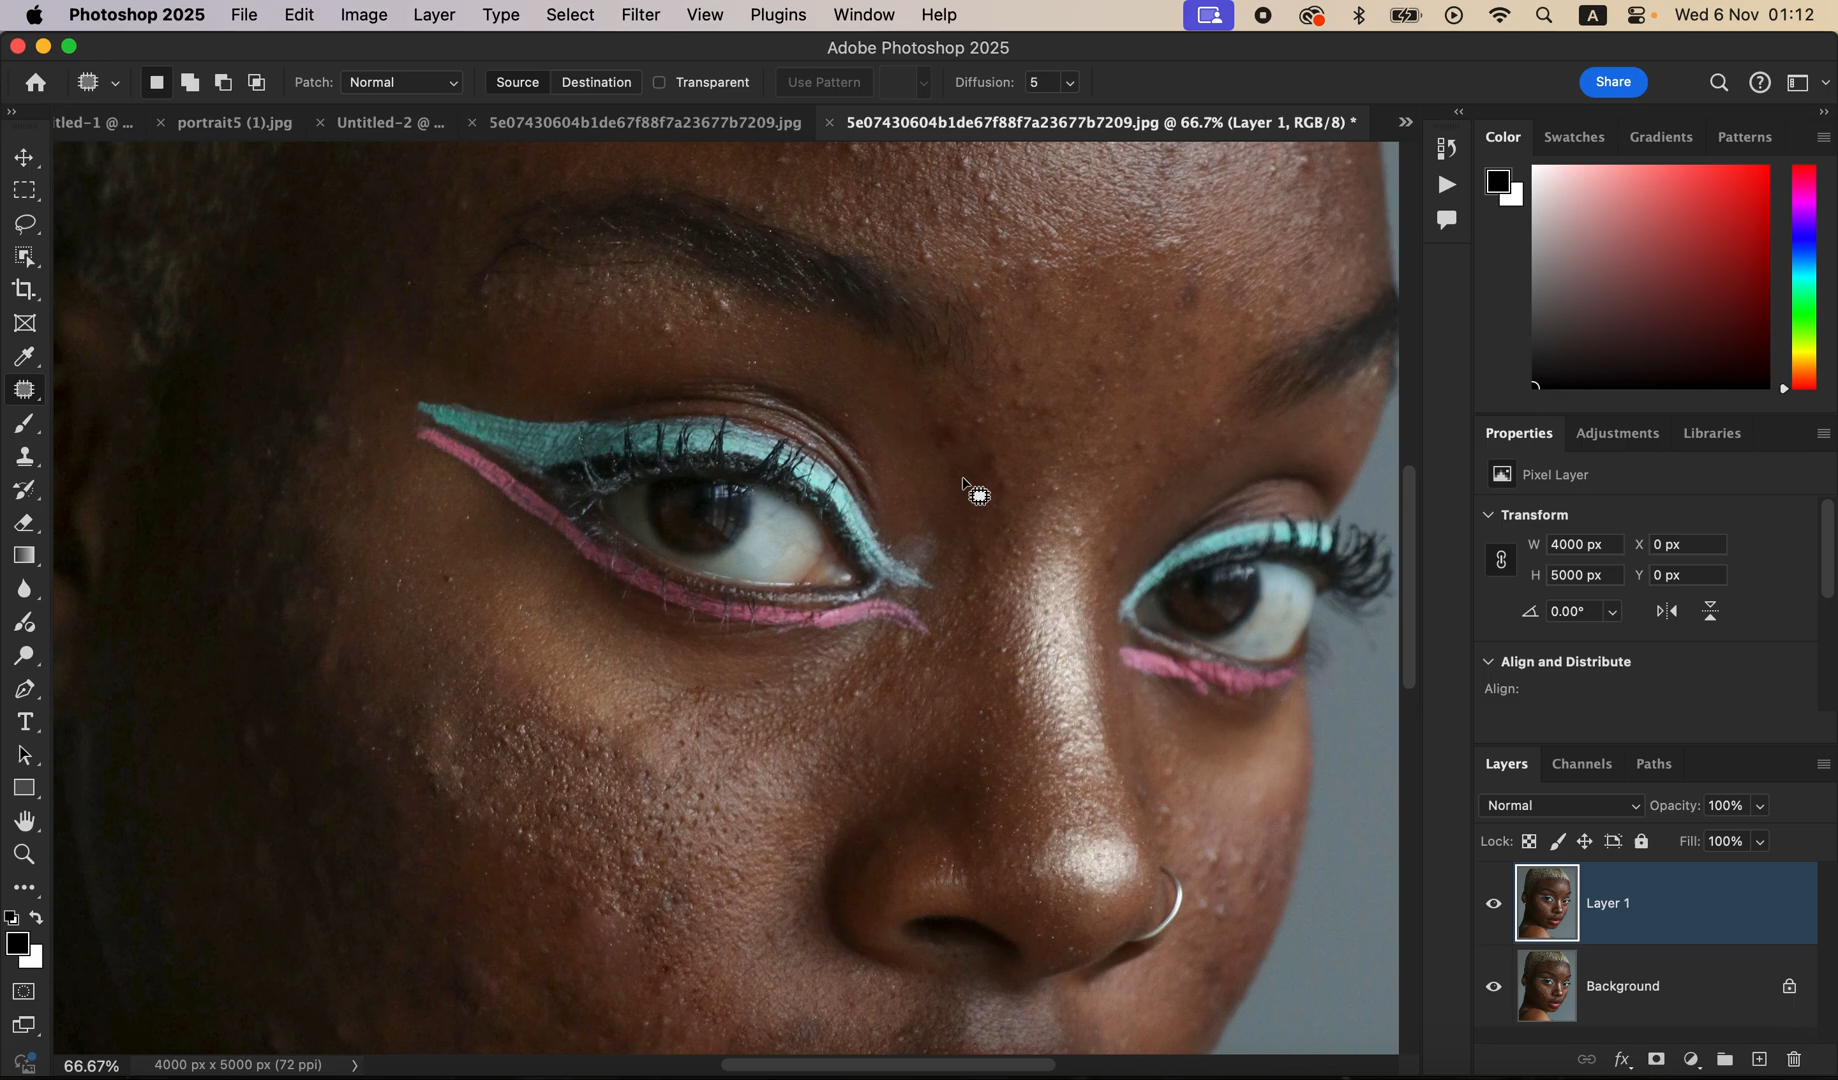 Photoshop 2025 File Edit Image Layer Type Select Filter View Plugins Window Help A Wed 6 Nov 01:12
Adobe Photoshop 2025
Patch: Normal Source Destination Transparent Use Pattern Diffusion: 5 Share
itled-1 @ ... × portrait5 (1).jpg × Untitled-2 @ ... × 5e07430604b1de67f88f7a23677b7209.jpg × 5e07430604b1de67f88f7a23677b7209.jpg @ 66.7% (Layer 1, RGB/8) *
Color Swatches Gradients Patterns
Properties Adjustments Libraries
Pixel Layer
Transform
W 4000 px X 0 px
H 5000 px Y 0 px
0.00°
Align and Distribute
Align:
Layers Channels Paths
Normal Opacity: 100%
Lock: Fill: 100%
Layer 1
Background
fx
66.67% 4000 px x 5000 px (72 ppi)